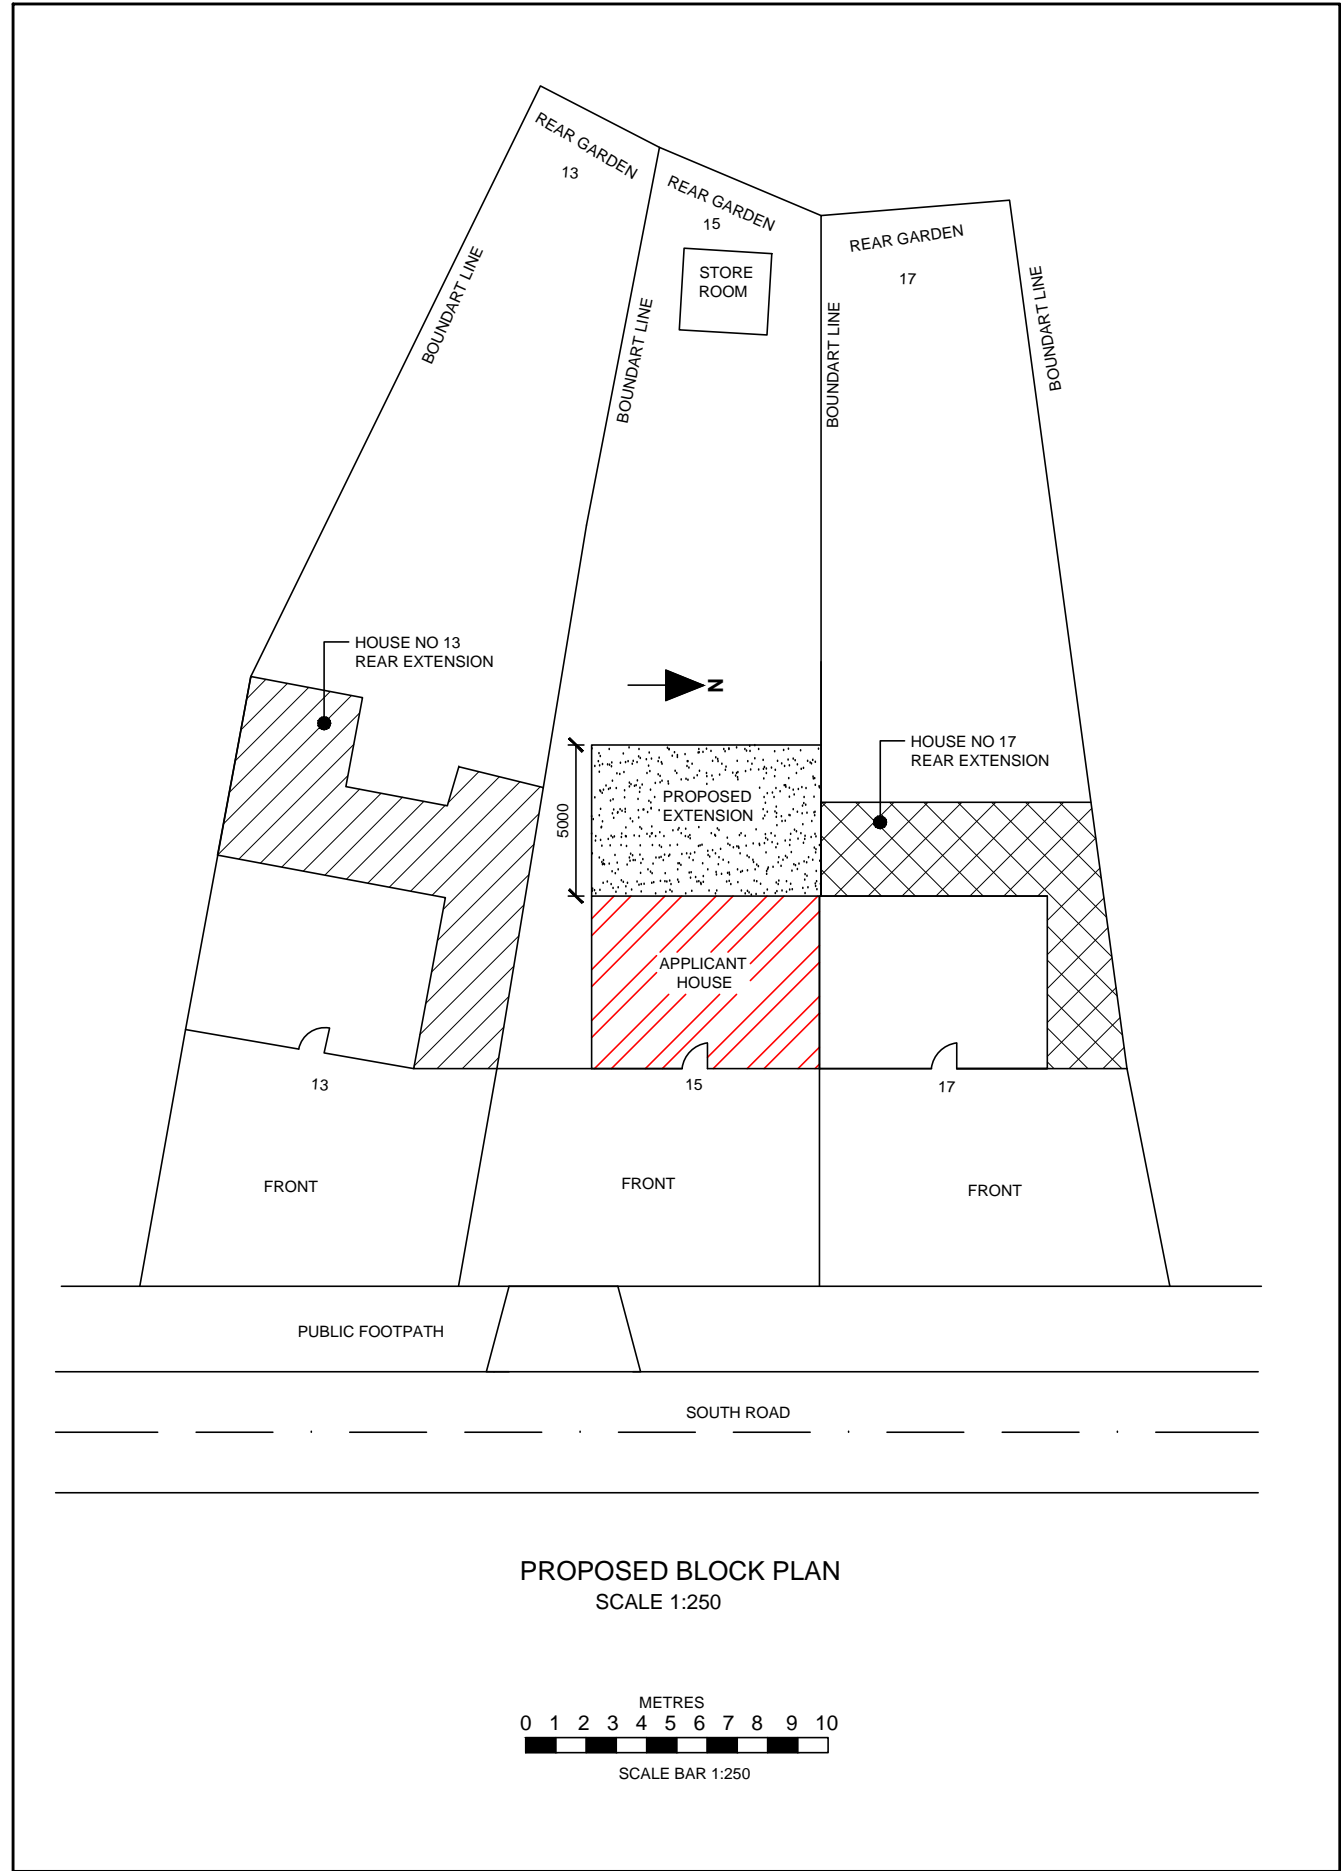 REAR GARDEN
13
REAR GARDEN
15
REAR GARDEN
17
STORE
ROOM
BOUNDART LINE
BOUNDART LINE
BOUNDART LINE
BOUNDART LINE
HOUSE NO 13
REAR EXTENSION
N
HOUSE NO 17
REAR EXTENSION
5000
PROPOSED
EXTENSION
APPLICANT
HOUSE
13
15
17
FRONT
FRONT
FRONT
PUBLIC FOOTPATH
SOUTH ROAD
PROPOSED BLOCK PLAN
SCALE 1:250
METRES
0 1 2 3 4 5 6 7 8 9 10
SCALE BAR 1:250